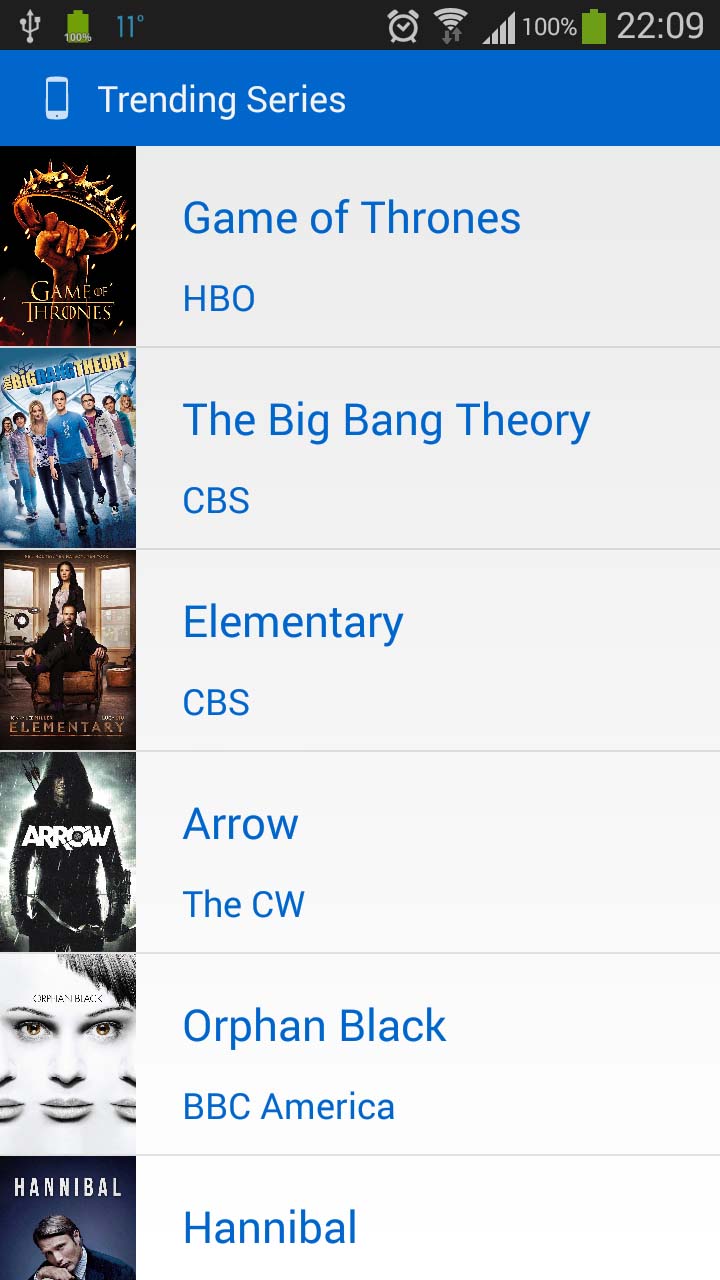 100% 11° 100% 22:09
Trending Series
GAME OF
THRONES
Game of Thrones
HBO
THE BIG BANG THEORY
The Big Bang Theory
CBS
Elementary
CBS
LUCY LIU
ELEMENTARY
ARROW
Arrow
The CW
ORPHAN BLACK
Orphan Black
BBC America
HANNIBAL
Hannibal